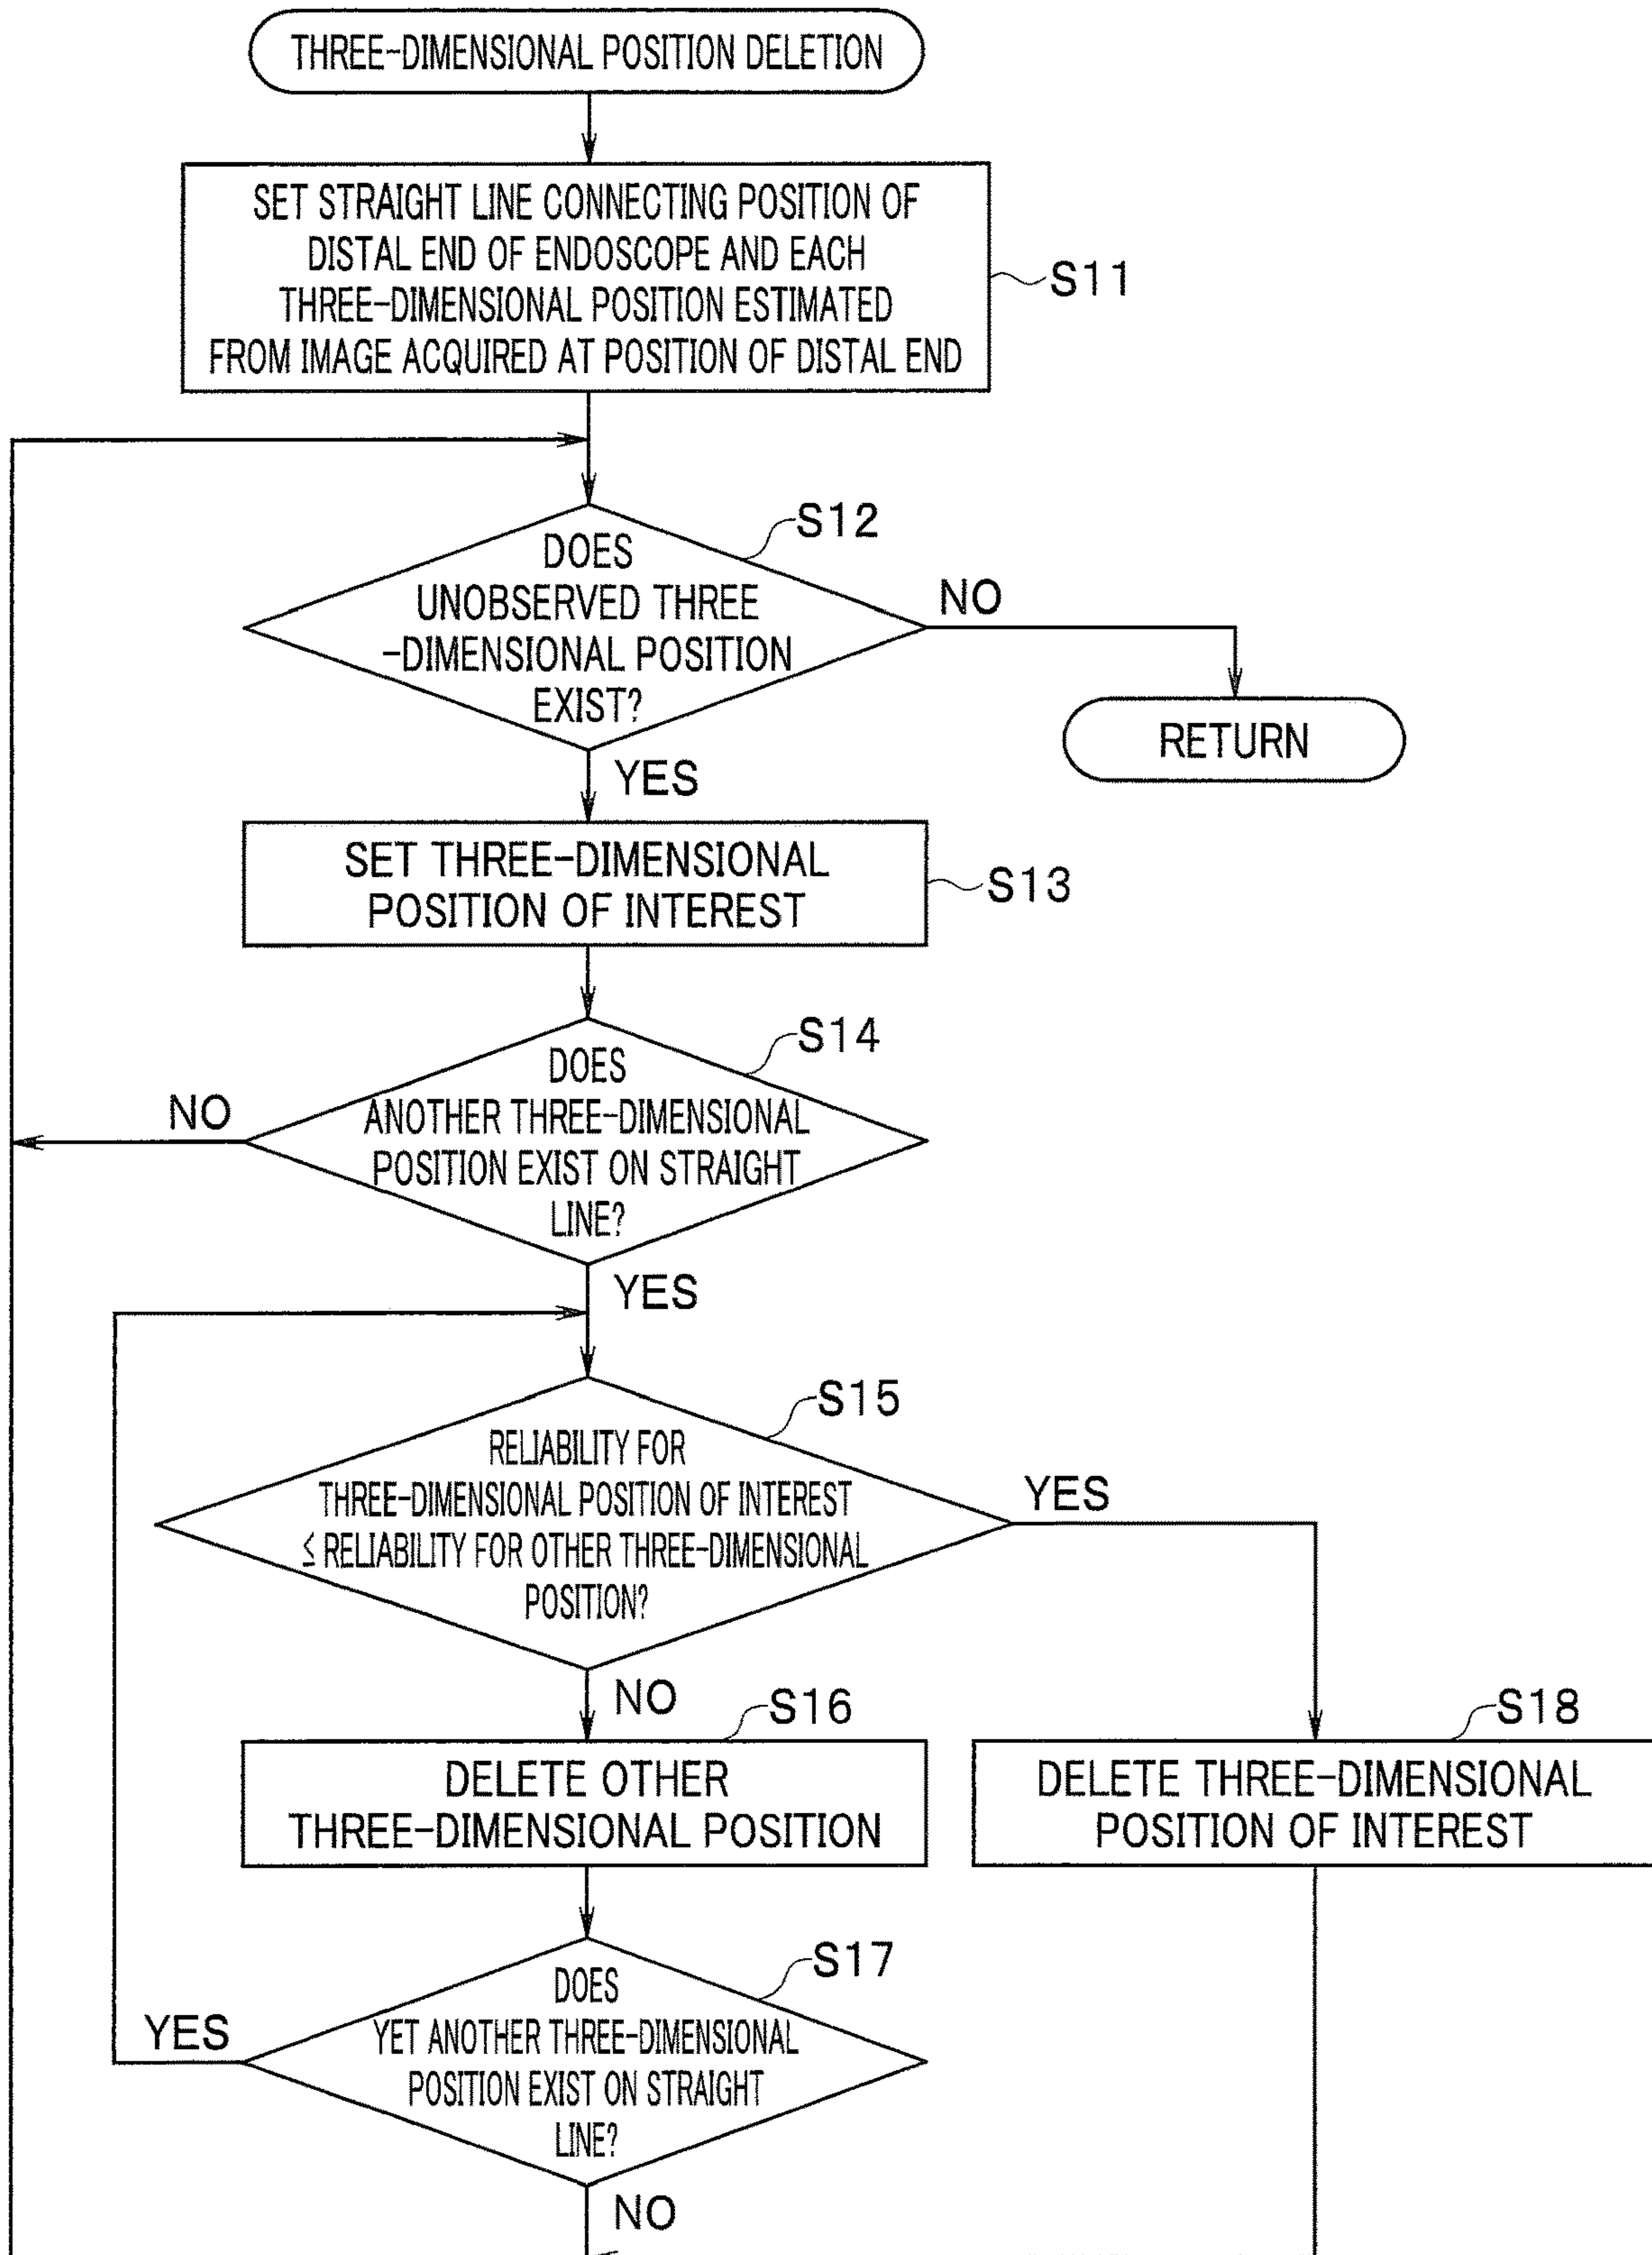 THREE-DIMENSIONAL POSITION DELETION
SET STRAIGHT LINE CONNECTING POSITION OF
DISTAL END OF ENDOSCOPE AND EACH
THREE-DIMENSIONAL POSITION ESTIMATED
FROM IMAGE ACQUIRED AT POSITION OF DISTAL END
S11
S12
DOES
UNOBSERVED THREE
-DIMENSIONAL POSITION
EXIST?
NO
RETURN
YES
SET THREE-DIMENSIONAL
POSITION OF INTEREST
S13
S14
DOES
ANOTHER THREE-DIMENSIONAL
POSITION EXIST ON STRAIGHT
LINE?
NO
YES
S15
RELIABILITY FOR
THREE-DIMENSIONAL POSITION OF INTEREST
≤ RELIABILITY FOR OTHER THREE-DIMENSIONAL
POSITION?
YES
NO
S16
DELETE OTHER
THREE-DIMENSIONAL POSITION
S18
DELETE THREE-DIMENSIONAL
POSITION OF INTEREST
S17
DOES
YET ANOTHER THREE-DIMENSIONAL
POSITION EXIST ON STRAIGHT
LINE?
YES
NO